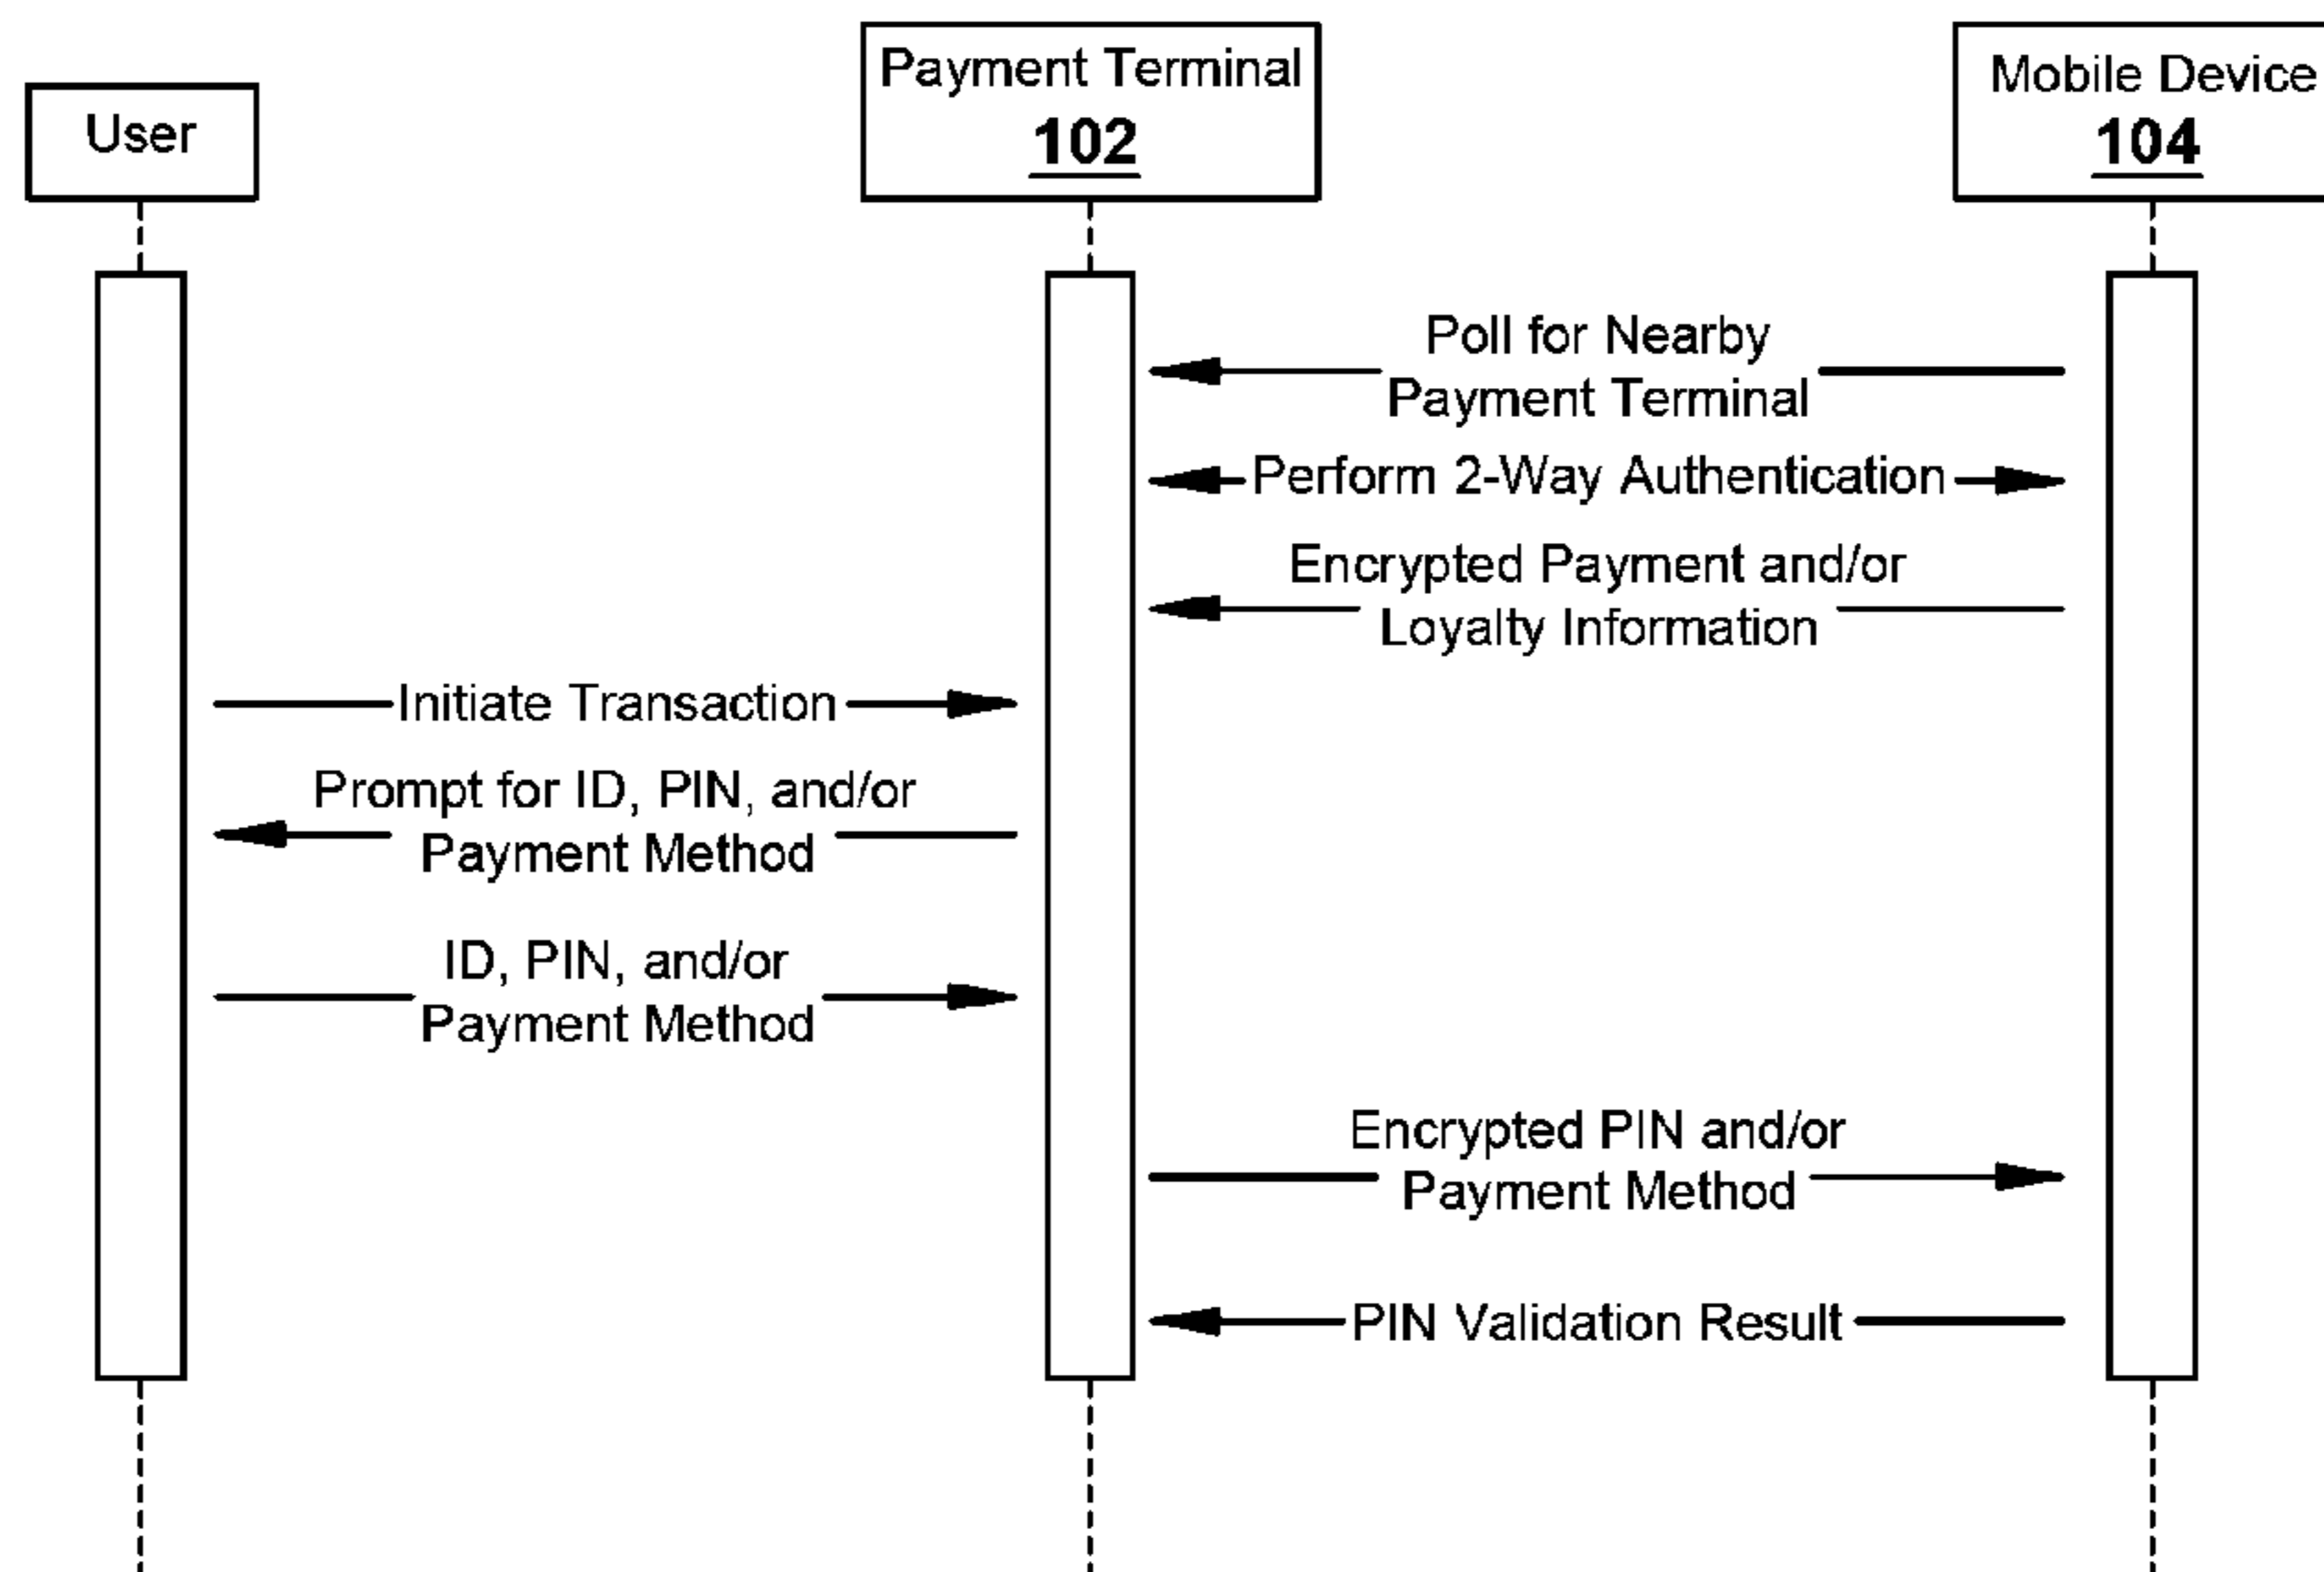 User
Payment Terminal
102
Mobile Device
104
Poll for Nearby
Payment Terminal
Perform 2-Way Authentication
Encrypted Payment and/or
Loyalty Information
Initiate Transaction
Prompt for ID, PIN, and/or
Payment Method
ID, PIN, and/or
Payment Method
Encrypted PIN and/or
Payment Method
PIN Validation Result